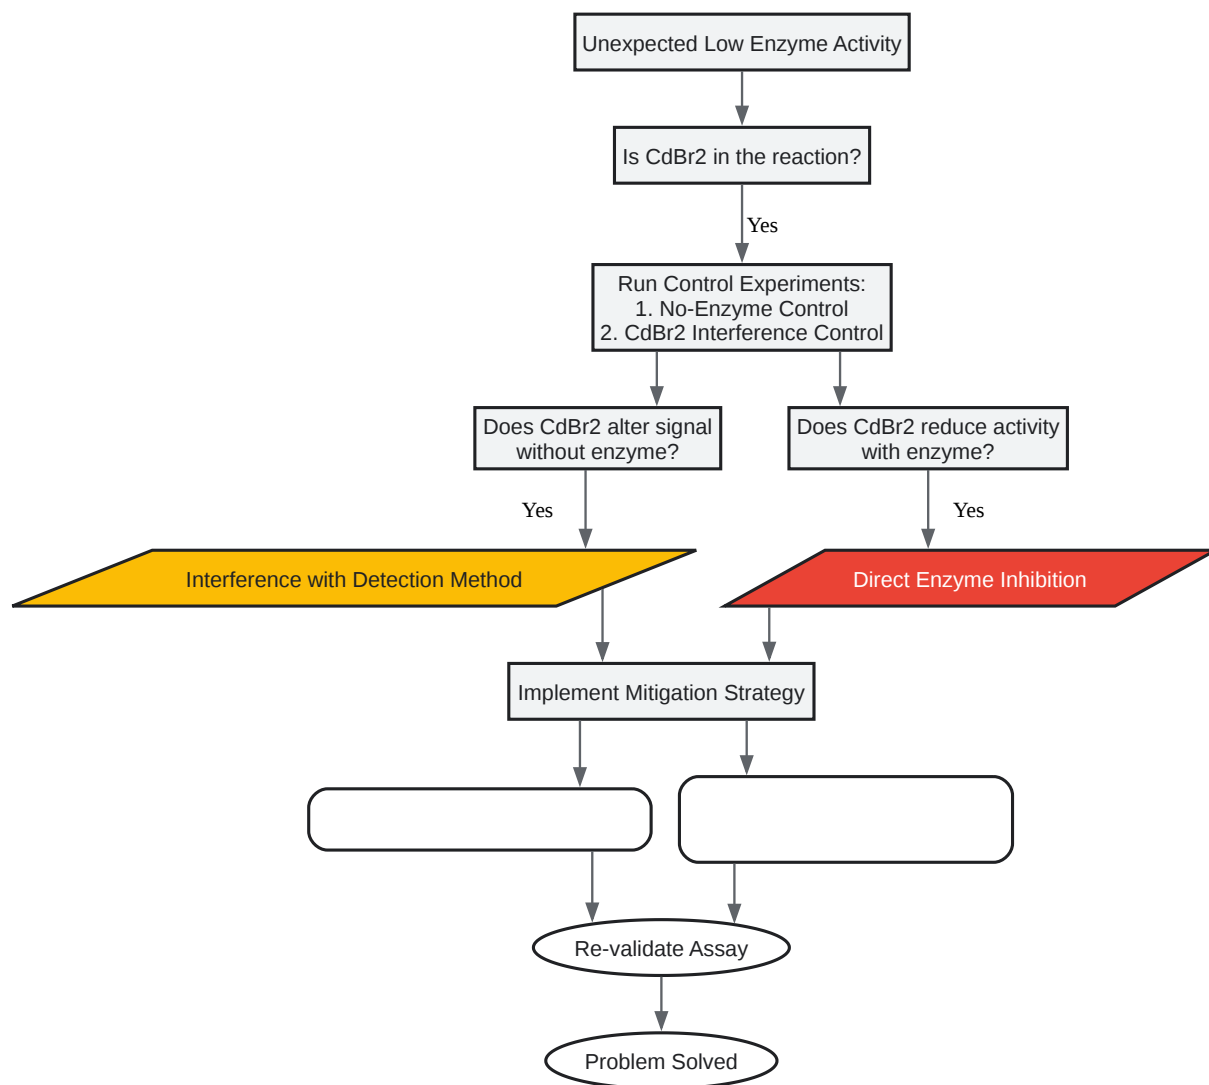 Unexpected Low Enzyme Activity
Is CdBr2 in the reaction?
Yes
Run Control Experiments:
1. No-Enzyme Control
2. CdBr2 Interference Control
Does CdBr2 alter signal
without enzyme?
Does CdBr2 reduce activity
with enzyme?
Yes
Yes
Interference with Detection Method
Direct Enzyme Inhibition
Implement Mitigation Strategy
Re-validate Assay
Problem Solved